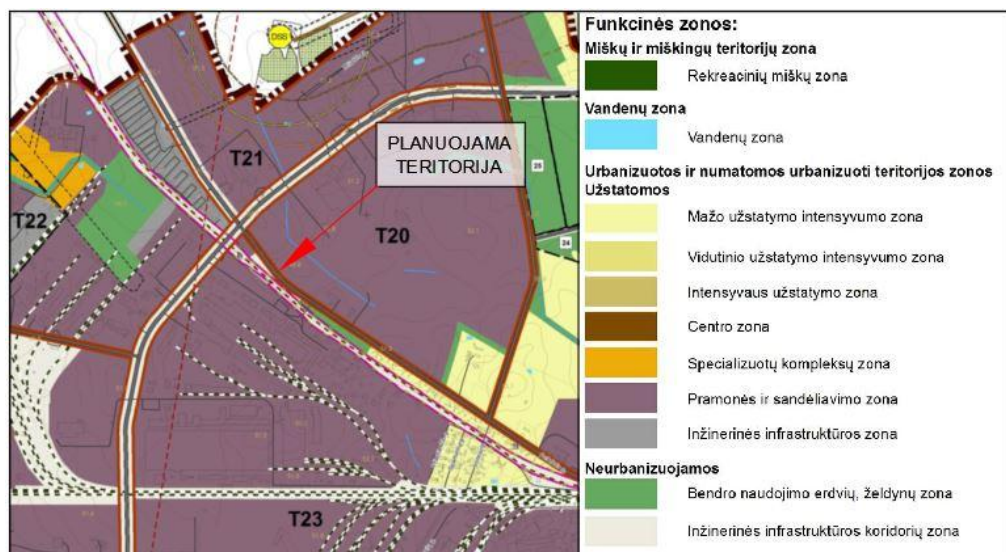 DSS
T21
PLANUOJAMA
TERITORIJA
T22
T20
25
24
T23
Funkcinės zonos:
Miškų ir miškingų teritorijų zona
Rekreacinių miškų zona
Vandenų zona
Vandenų zona
Urbanizuotos ir numatomos urbanizuoti teritorijos zonos
Užstatomos
Mažo užstatymo intensyvumo zona
Vidutinio užstatymo intensyvumo zona
Intensyvaus užstatymo zona
Centro zona
Specializuotų kompleksų zona
Pramonės ir sandėliavimo zona
Inžinerinės infrastruktūros zona
Neurbanizuojamos
Bendro naudojimo erdvių, želdynų zona
Inžinerinės infrastruktūros koridorių zona